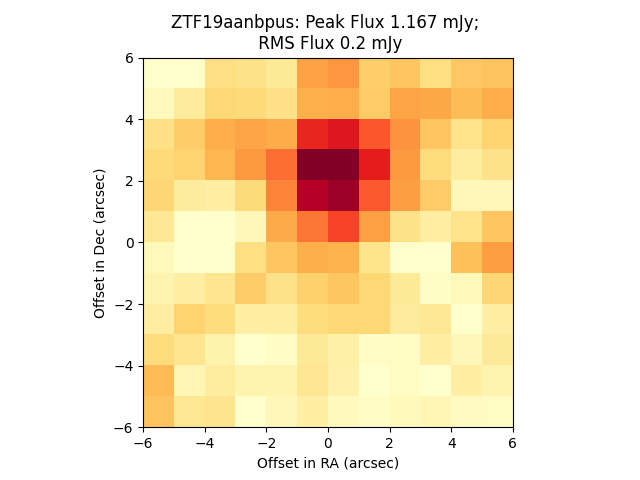 ZTF19aanbpus: Peak Flux 1.167 mJy;
RMS Flux 0.2 mJy
6
4
2
0
−2
−4
−6
Offset in Dec (arcsec)
−6 −4 −2 0 2 4 6
Offset in RA (arcsec)